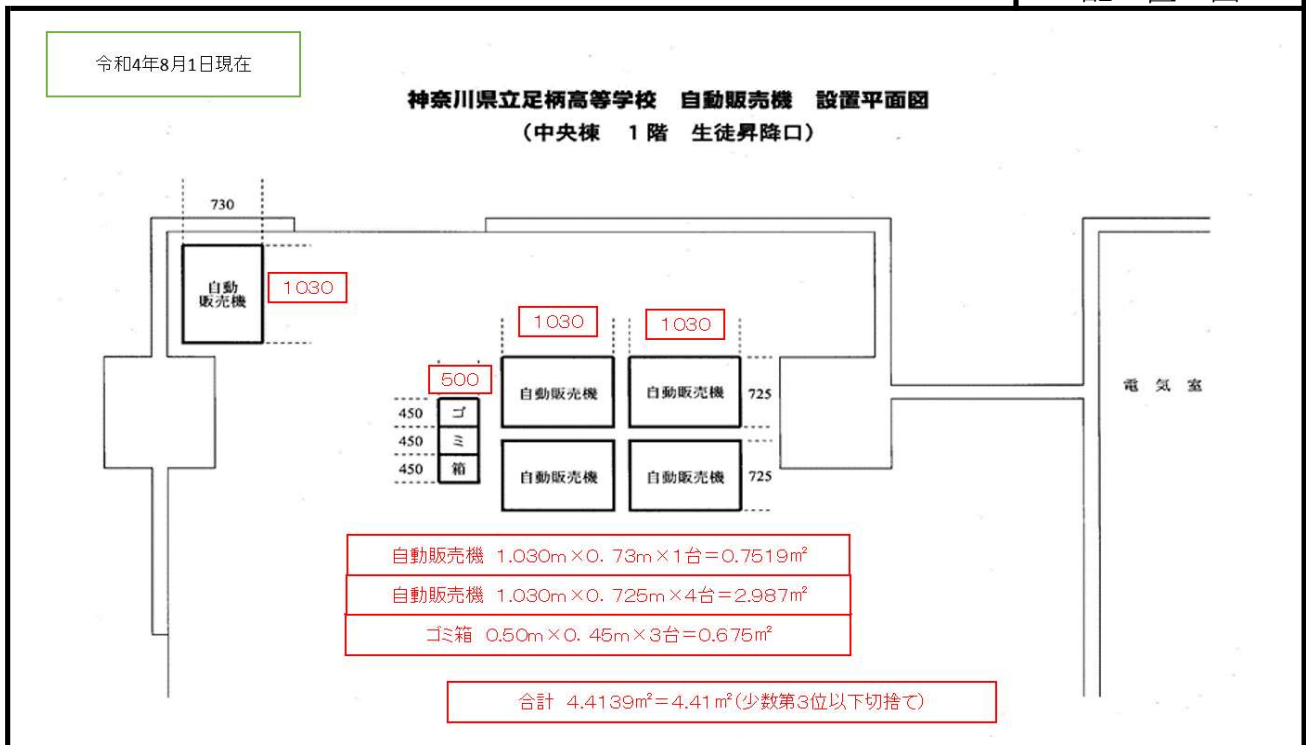 令和4年8月1日現在
神奈川県立足柄高等学校 自動販売機 設置平面図
（中央棟 1階 生徒昇降口）
730
自動
販売機
1030
1030
1030
500
自動販売機
自動販売機
725
電気室
450
ゴ
450
ミ
450
箱
自動販売機
自動販売機
725
自動販売機 1.030m×0. 73m×1台＝0.7519㎡
自動販売機 1.030m×0. 725m×4台＝2.987㎡
ゴミ箱 0.50m×0. 45m×3台＝0.675㎡
合計 4.4139㎡＝4.41㎡(少数第3位以下切捨て)